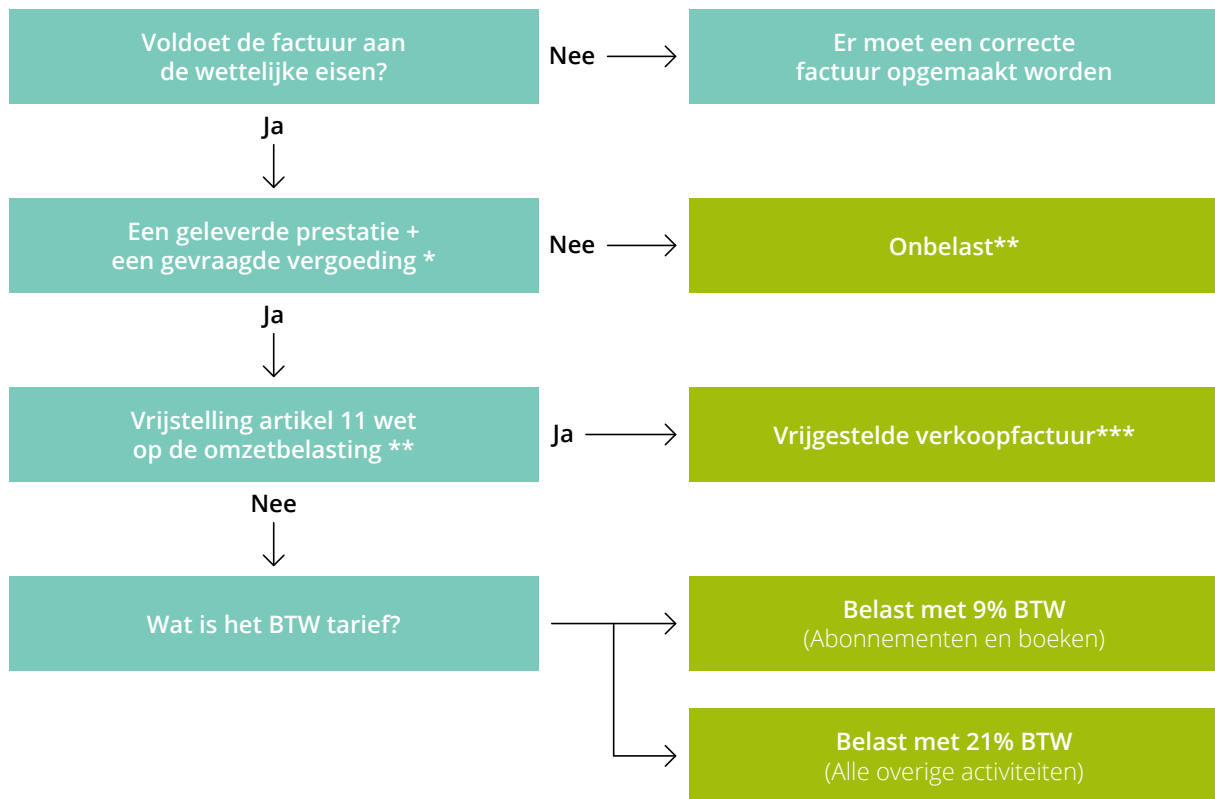 Voldoet de factuur aan
de wettelijke eisen?
Nee
Er moet een correcte
factuur opgemaakt worden
Ja
Een geleverde prestatie +
een gevraagde vergoeding *
Nee
Onbelast**
Ja
Vrijstelling artikel 11 wet
op de omzetbelasting **
Ja
Vrijgestelde verkoopfactuur***
Nee
Wat is het BTW tarief?
Belast met 9% BTW
(Abonnementen en boeken)
Belast met 21% BTW
(Alle overige activiteiten)